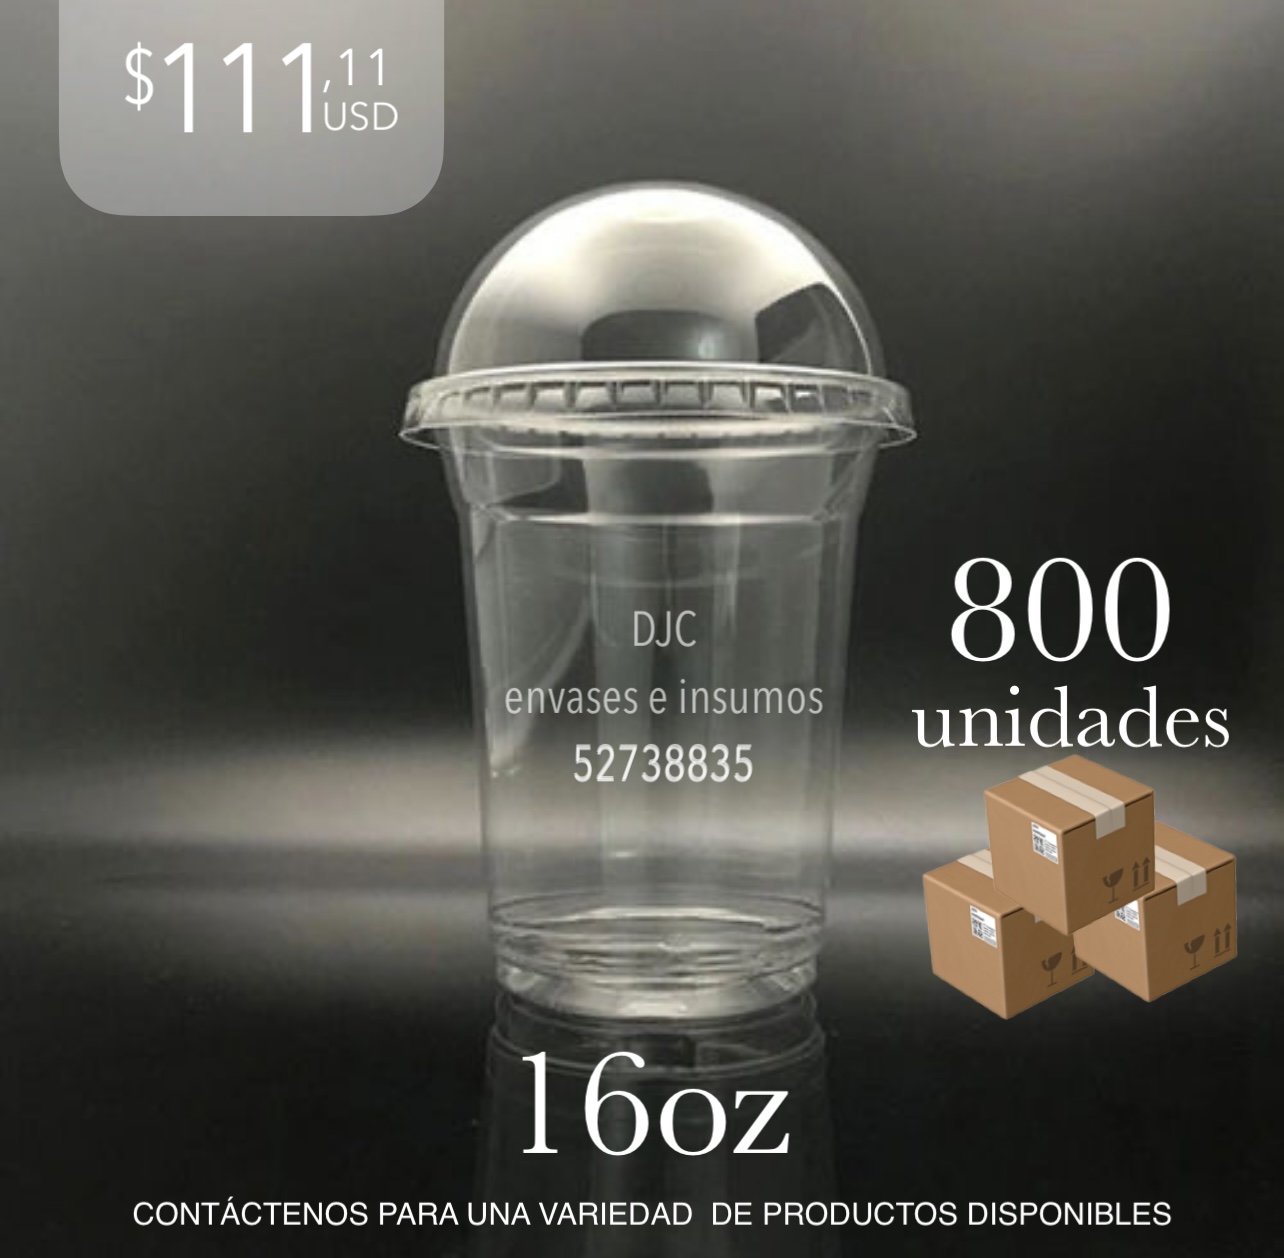 $111,11
USD
DJC
envases e insumos
52738835
800
unidades
16oz
CONTÁCTENOS PARA UNA VARIEDAD DE PRODUCTOS DISPONIBLES